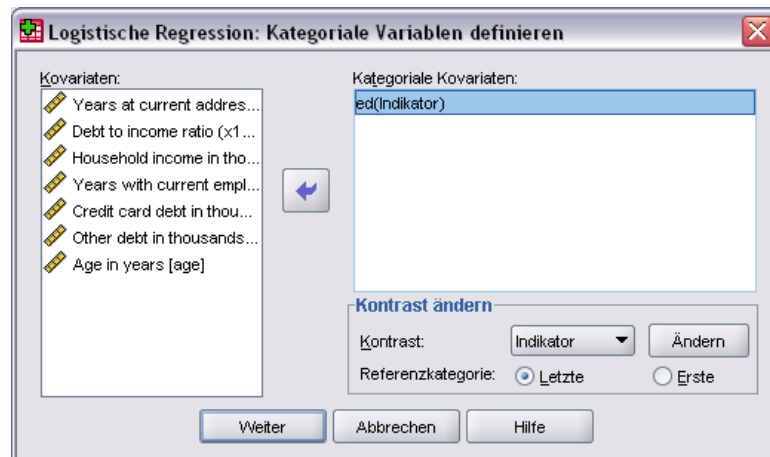 Logistische Regression: Kategoriale Variablen definieren
Kovariaten:
Years at current addres...
Debt to income ratio (x1...
Household income in tho...
Years with current empl...
Credit card debt in thou...
Other debt in thousands...
Age in years [age]
Kategoriale Kovariaten:
ed(Indikator)
Kontrast ändern
Kontrast: Indikator Ändern
Referenzkategorie: Letzte Erste
Weiter Abbrechen Hilfe